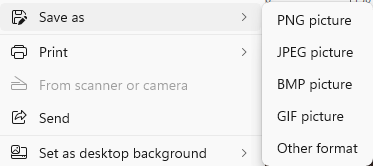 Save as
Print
From scanner or camera
Send
Set as desktop background
PNG picture
JPEG picture
BMP picture
GIF picture
Other format